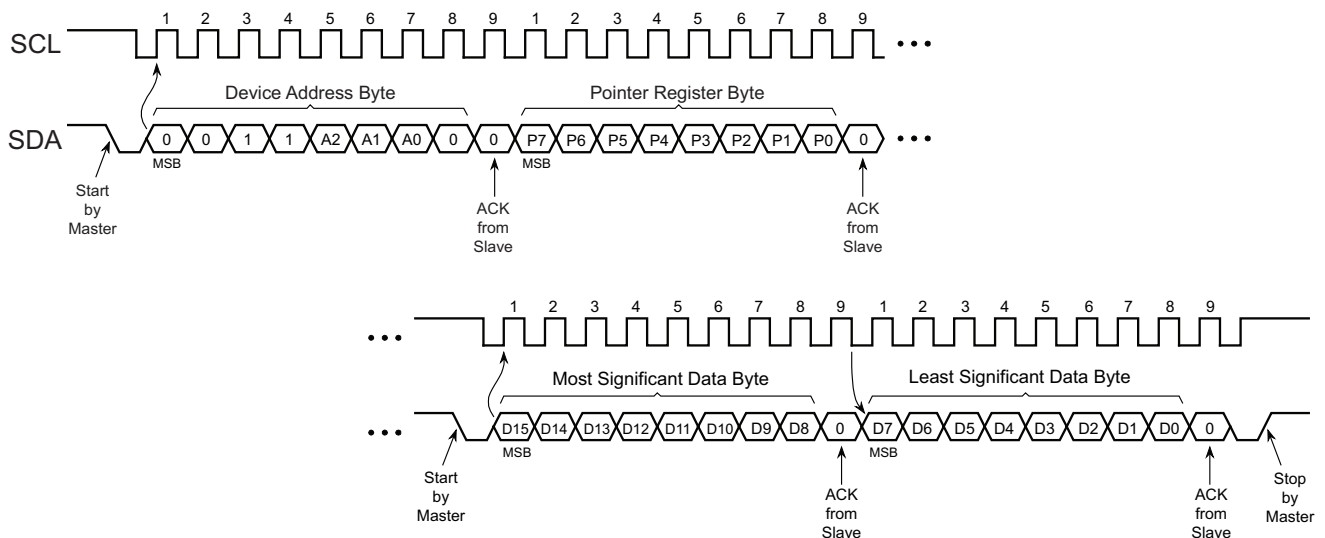 1 2 3 4 5 6 7 8 9 1 2 3 4 5 6 7 8 9
SCL
Device Address Byte Pointer Register Byte
SDA 0 0 1 1 A2 A1 A0 0 0 P7 P6 P5 P4 P3 P2 P1 P0 0
MSB MSB
Start
by
Master
ACK
from
Slave
ACK
from
Slave
1 2 3 4 5 6 7 8 9 1 2 3 4 5 6 7 8 9
Most Significant Data Byte Least Significant Data Byte
D15 D14 D13 D12 D11 D10 D9 D8 0 D7 D6 D5 D4 D3 D2 D1 D0 0
MSB MSB
Start
by
Master
ACK
from
Slave
ACK
from
Slave
Stop
by
Master